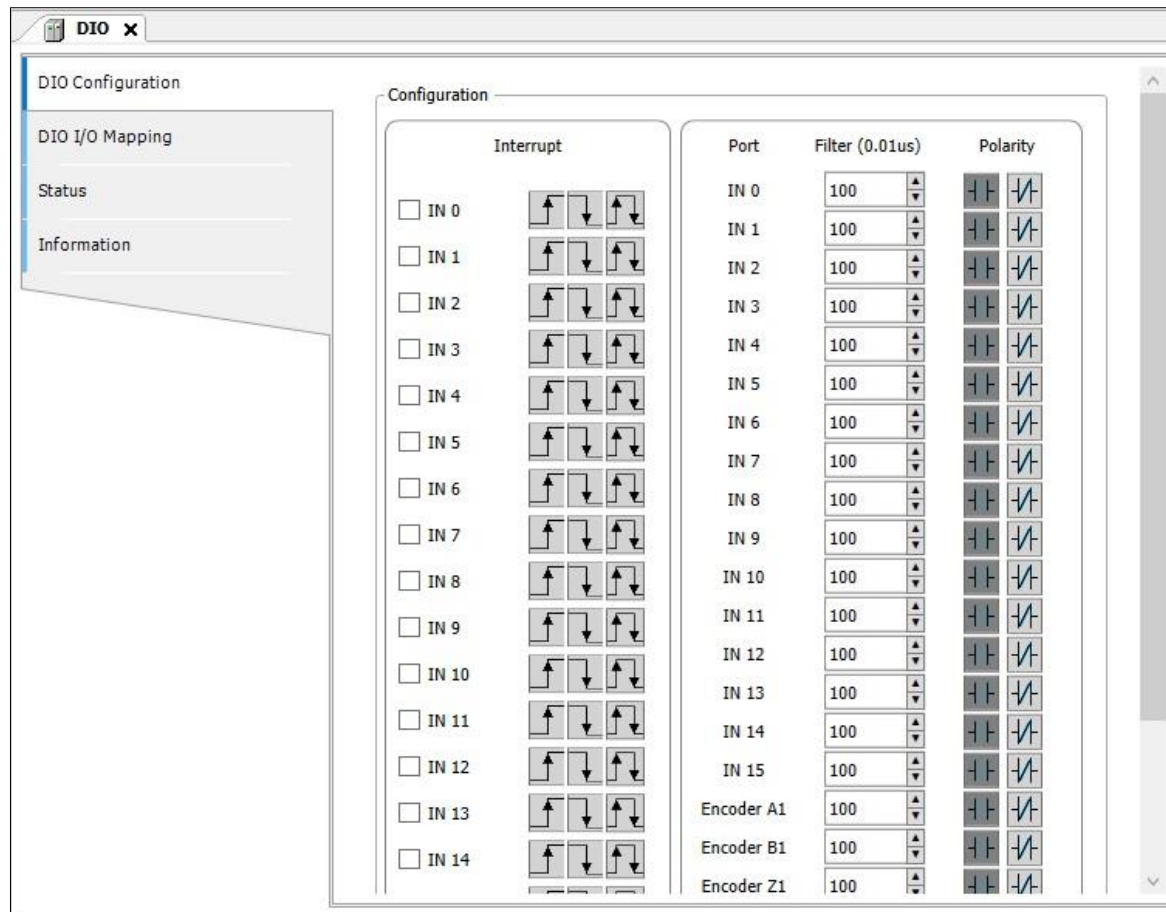 DIO
DIO Configuration
DIO I/O Mapping
Status
Information
Configuration
Interrupt
IN 0
IN 1
IN 2
IN 3
IN 4
IN 5
IN 6
IN 7
IN 8
IN 9
IN 10
IN 11
IN 12
IN 13
IN 14
Port Filter (0.01us) Polarity
IN 0 100
IN 1 100
IN 2 100
IN 3 100
IN 4 100
IN 5 100
IN 6 100
IN 7 100
IN 8 100
IN 9 100
IN 10 100
IN 11 100
IN 12 100
IN 13 100
IN 14 100
IN 15 100
Encoder A1 100
Encoder B1 100
Encoder Z1 100